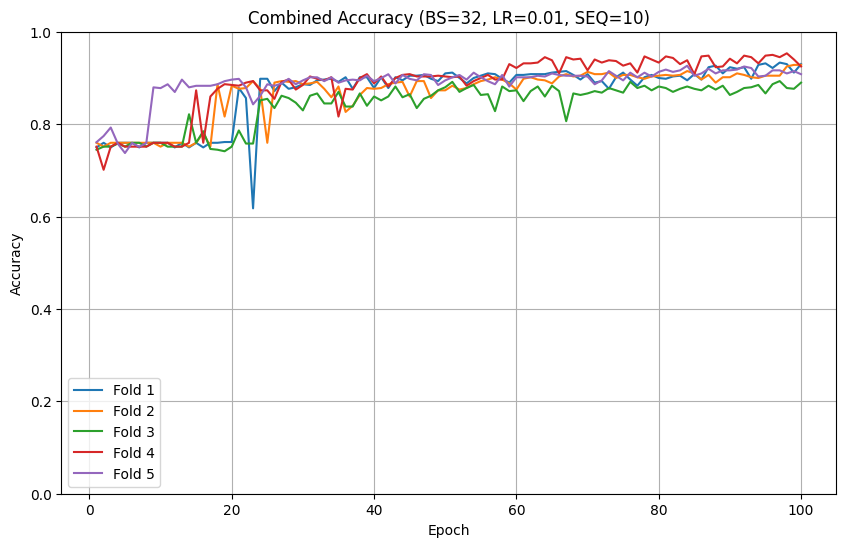 Combined Accuracy (BS=32, LR=0.01, SEQ=10)
1.0
0.8
0.6
0.4
0.2
0.0
Accuracy
Fold 1
Fold 2
Fold 3
Fold 4
Fold 5
0 20 40 60 80 100
Epoch